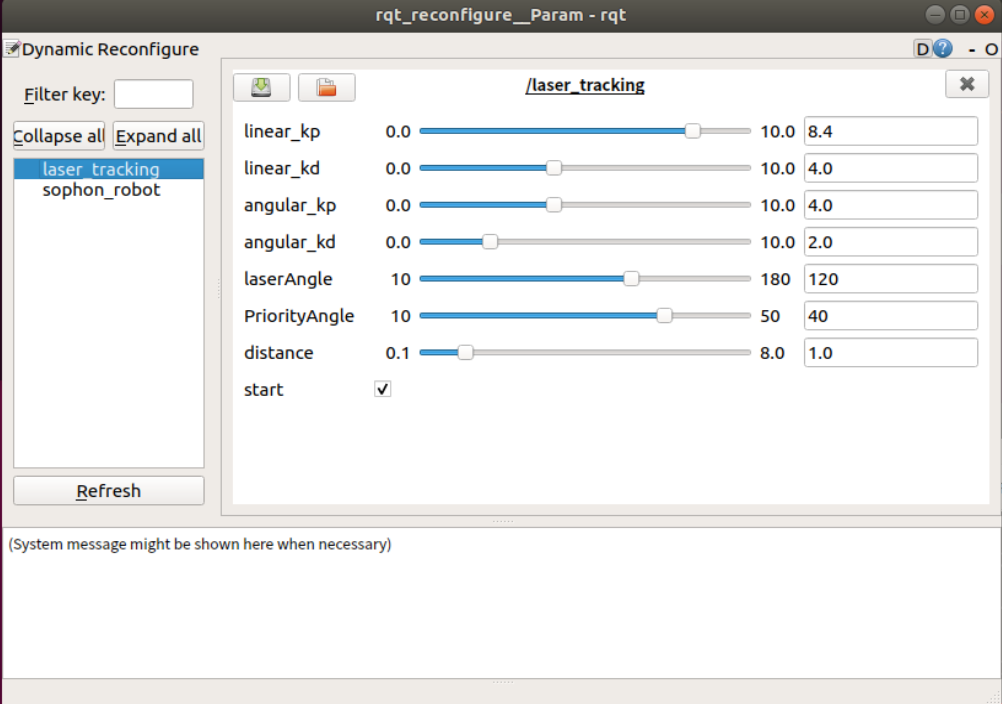 rqt_reconfigure__Param - rqt
Dynamic Reconfigure
D
- O
Filter key:
Collapse all
Expand all
laser_tracking
sophon_robot
Refresh
/laser_tracking
linear_kp 0.0 10.0 8.4
linear_kd 0.0 10.0 4.0
angular_kp 0.0 10.0 4.0
angular_kd 0.0 10.0 2.0
laserAngle 10 180 120
PriorityAngle 10 50 40
distance 0.1 8.0 1.0
start
(System message might be shown here when necessary)